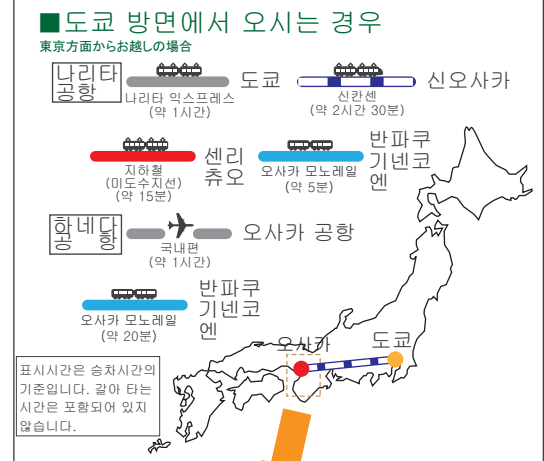 ■도쿄 방면에서 오시는 경우
東京方面からお越しの場合
나리타
공항
나리타 익스프레스
(약 1시간)
도쿄
신칸센
(약 2시간 30분)
신오사카
지하철
(미도수지선)
(약 15분)
센리
츄오
오사카 모노레일
(약 5분)
반파쿠
기넨코
엔
하네다
공 항
국내편
(약 1시간)
오사카 공항
오사카 모노레일
(약 20분)
반파쿠
기넨코
엔
오사카
도쿄
표시시간은 승차시간의
기준입니다. 갈아 타는
시간은 포함되어 있지
않습니다.